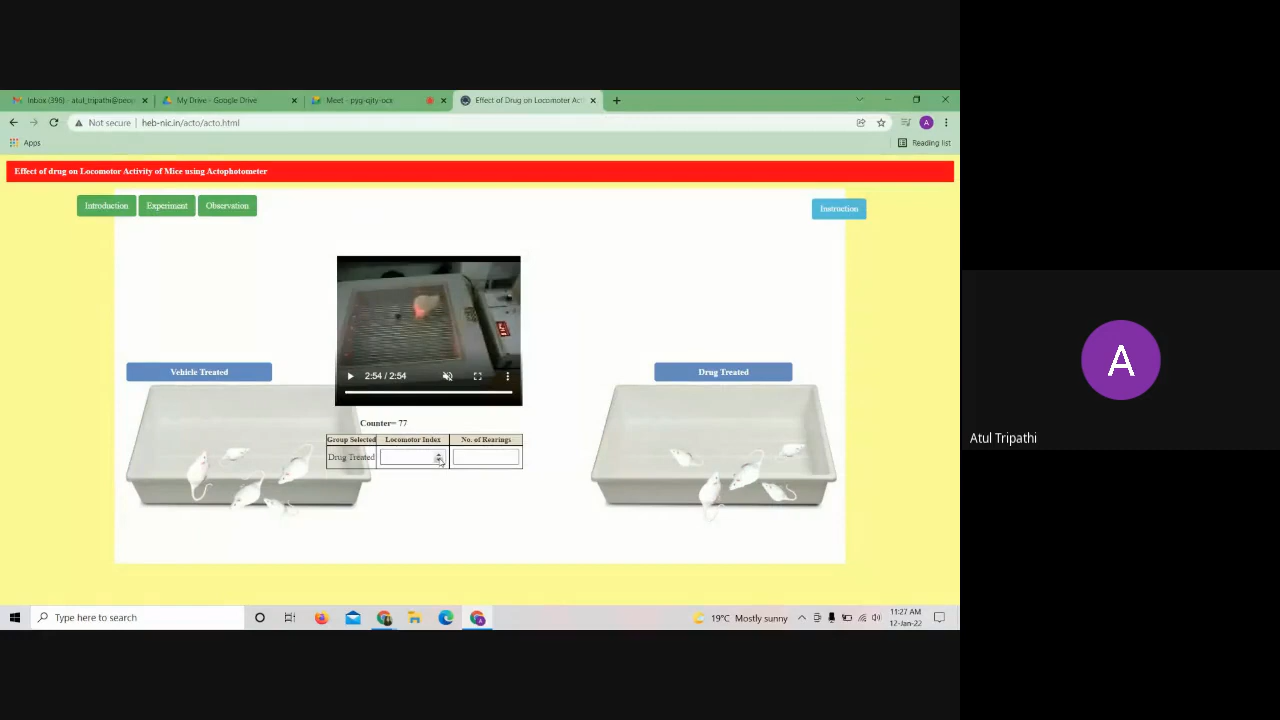 Inbox (396) - atul_tripathi@pec
My Drive - Google Drive
Meet - pyg-qjty-ocx
Effect of Drug on Locomotor Act
Not secure
heb-nic.in/acto/acto.html
A
Apps
Reading list
Effect of drug on Locomotor Activity of Mice using Actophotometer
Introduction
Experiment
Observation
Instruction
2:54 / 2:54
Vehicle Treated
Drug Treated
Counter= 77
Group Selected
Locomotor Index
No. of Rearings
Drug Treated
A
Atul Tripathi
Type here to search
19°C Mostly sunny
11:27 AM
12-Jan-22